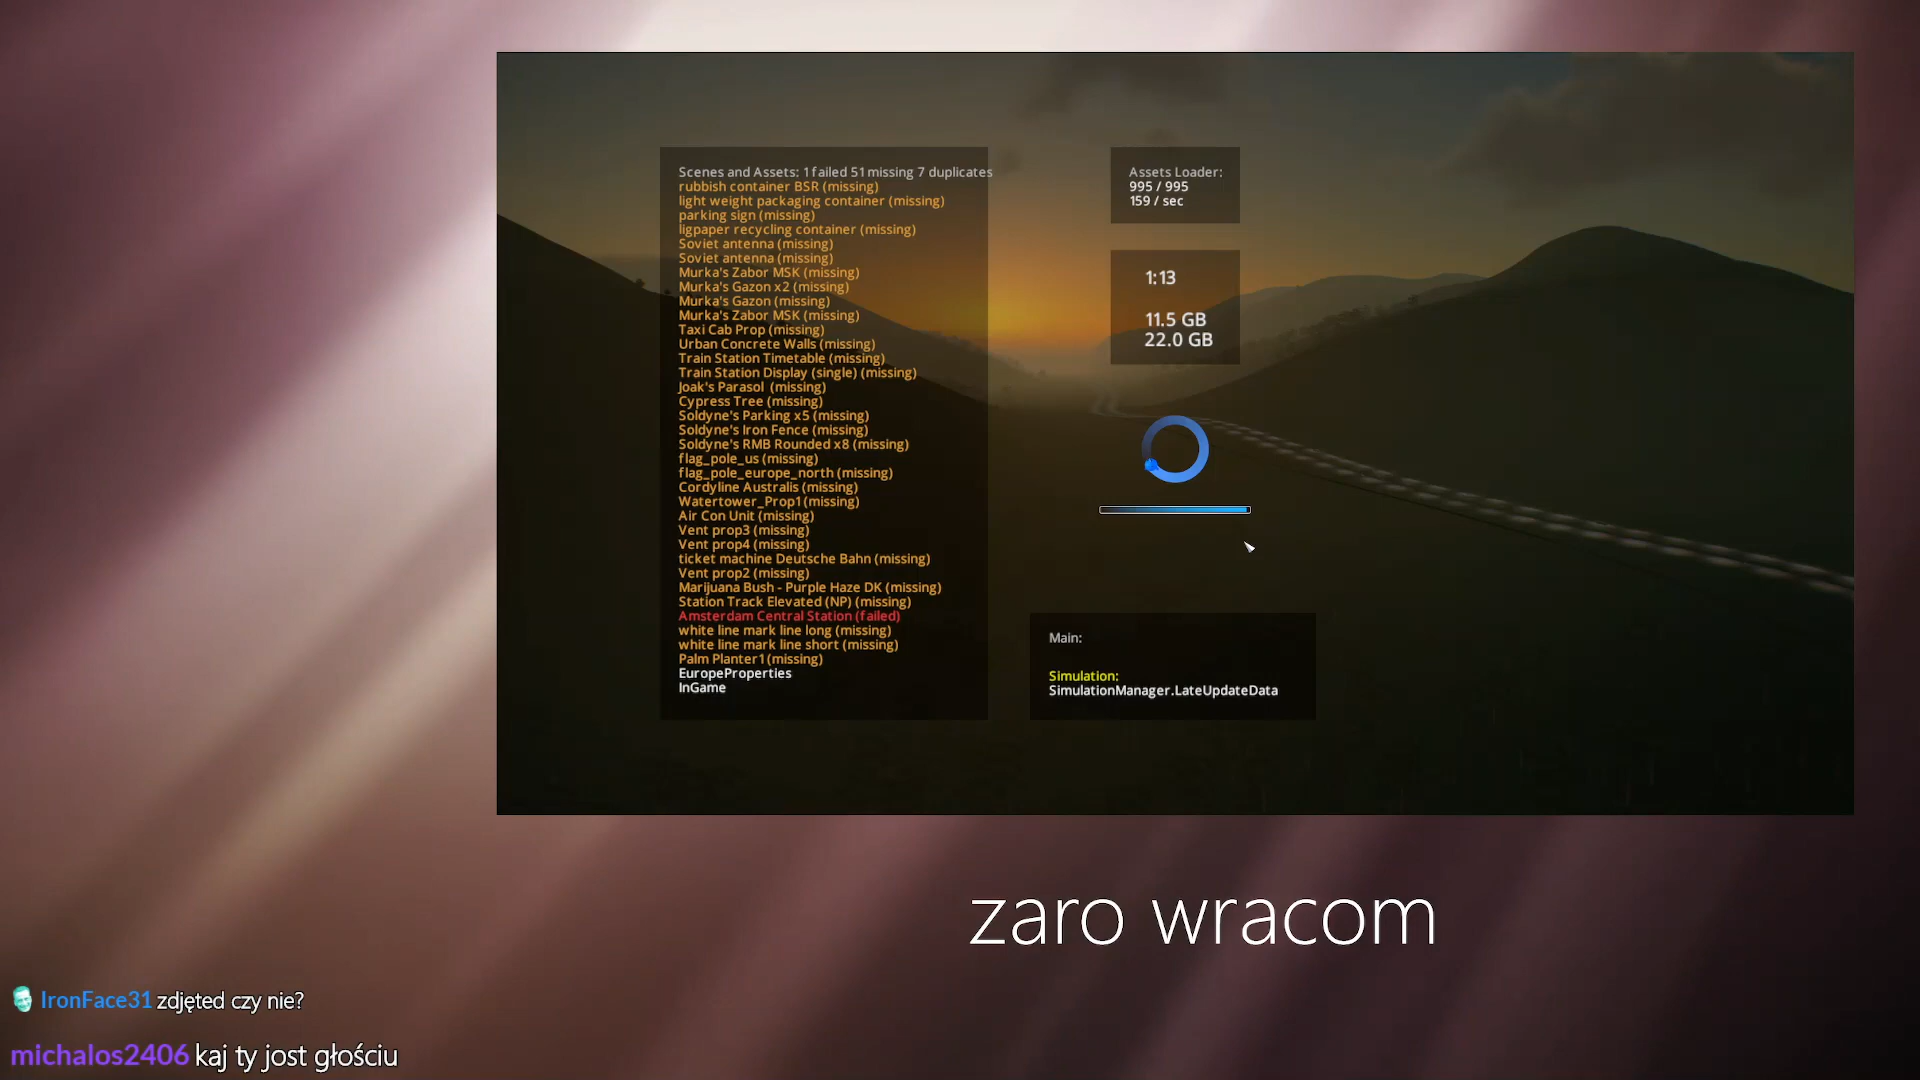 Scenes and Assets: 1 failed 51 missing 7 duplicates
rubbish container BSR (missing)
light weight packaging container (missing)
parking sign (missing)
ligpaper recycling container (missing)
Soviet antenna (missing)
Soviet antenna (missing)
Murka's Zabor MSK (missing)
Murka's Gazon x2 (missing)
Murka's Gazon (missing)
Murka's Zabor MSK (missing)
Taxi Cab Prop (missing)
Urban Concrete Walls (missing)
Train Station Timetable (missing)
Train Station Display (single) (missing)
Joak's Parasol (missing)
Cypress Tree (missing)
Soldyne's Parking x5 (missing)
Soldyne's Iron Fence (missing)
Soldyne's RMB Rounded x8 (missing)
flag_pole_us (missing)
flag_pole_europe_north (missing)
Cordyline Australis (missing)
Watertower_Prop1 (missing)
Air Con Unit (missing)
Vent prop3 (missing)
Vent prop4 (missing)
ticket machine Deutsche Bahn (missing)
Vent prop2 (missing)
Marijuana Bush - Purple Haze DK (missing)
Station Track Elevated (NP) (missing)
Amsterdam Central Station (failed)
white line mark line long (missing)
white line mark line short (missing)
Palm Planter1 (missing)
EuropeProperties
InGame
Assets Loader:
995 / 995
159 / sec
1:13
11.5 GB
22.0 GB
Main:
Simulation:
SimulationManager.LateUpdateData
zaro wracom
IronFace31 zdjęted czy nie?
michalos2406 kaj ty jost głościu